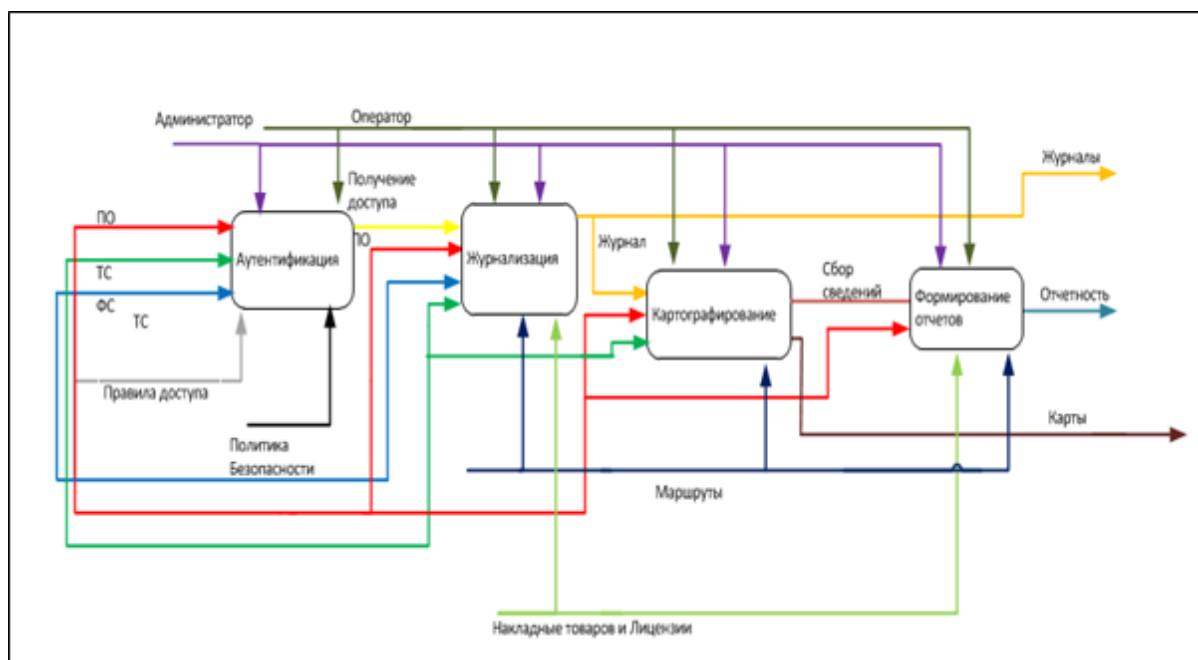 Администратор
Оператор
Журналы
Получение
доступа
ПО
ПО
Аутентификация
Журнализация
Журнал
ТС
ФС
ТС
Картографирование
Сбор
сведений
Формирование
отчетов
Отчетность
Правила доступа
Политика
Безопасности
Карты
Маршруты
Накладные товаров и Лицензии